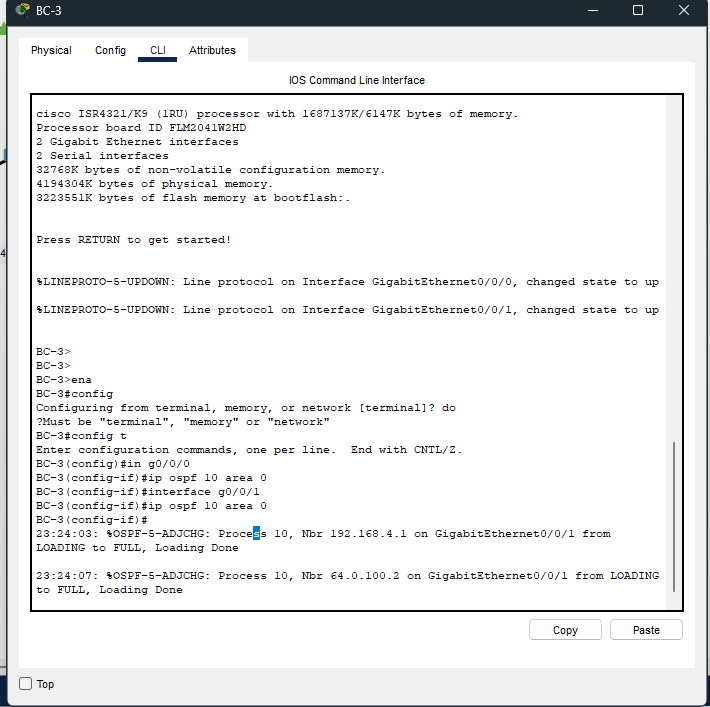 BC-3
Physical Config CLI Attributes
IOS Command Line Interface
cisco ISR4321/K9 (1RU) processor with 1687137K/6147K bytes of memory.
Processor board ID FLM2041W2HD
2 Gigabit Ethernet interfaces
2 Serial interfaces
32768K bytes of non-volatile configuration memory.
4194304K bytes of physical memory.
3223551K bytes of flash memory at bootflash:.
Press RETURN to get started!
%LINEPROTO-5-UPDOWN: Line protocol on Interface GigabitEthernet0/0/0, changed state to up
%LINEPROTO-5-UPDOWN: Line protocol on Interface GigabitEthernet0/0/1, changed state to up
BC-3>
BC-3>
BC-3>ena
BC-3#config
Configuring from terminal, memory, or network [terminal]? do
?Must be "terminal", "memory" or "network"
BC-3#config t
Enter configuration commands, one per line.  End with CNTL/Z.
BC-3(config)#in g0/0/0
BC-3(config-if)#ip ospf 10 area 0
BC-3(config-if)#interface g0/0/1
BC-3(config-if)#ip ospf 10 area 0
BC-3(config-if)#
23:24:03: %OSPF-5-ADJCHG: Process 10, Nbr 192.168.4.1 on GigabitEthernet0/0/1 from
LOADING to FULL, Loading Done
23:24:07: %OSPF-5-ADJCHG: Process 10, Nbr 64.0.100.2 on GigabitEthernet0/0/1 from LOADING
to FULL, Loading Done
Copy Paste
Top
4